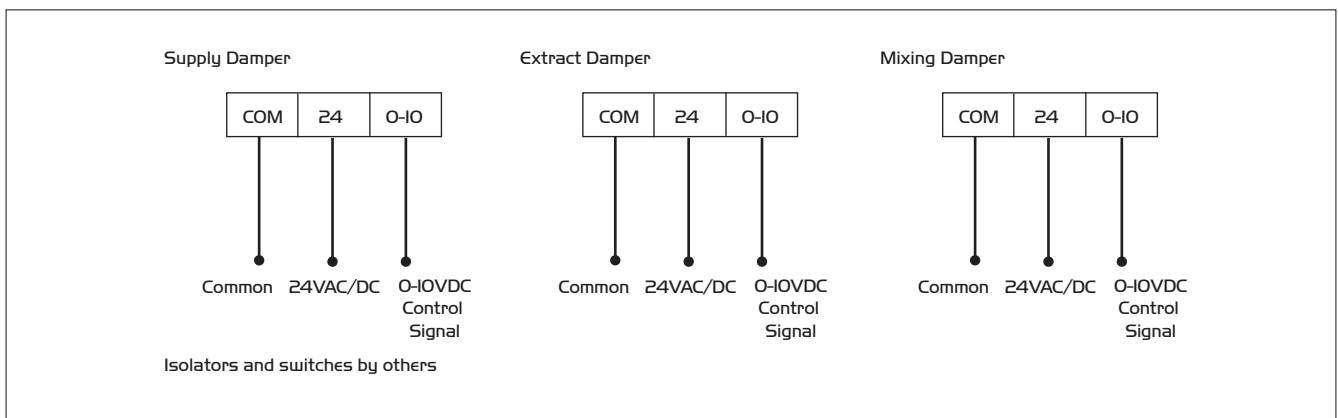 Supply Damper
Extract Damper
Mixing Damper
COM 24 0-10
COM 24 0-10
COM 24 0-10
Common 24VAC/DC 0-10VDC
Control
Signal
Common 24VAC/DC 0-10VDC
Control
Signal
Common 24VAC/DC 0-10VDC
Control
Signal
Isolators and switches by others